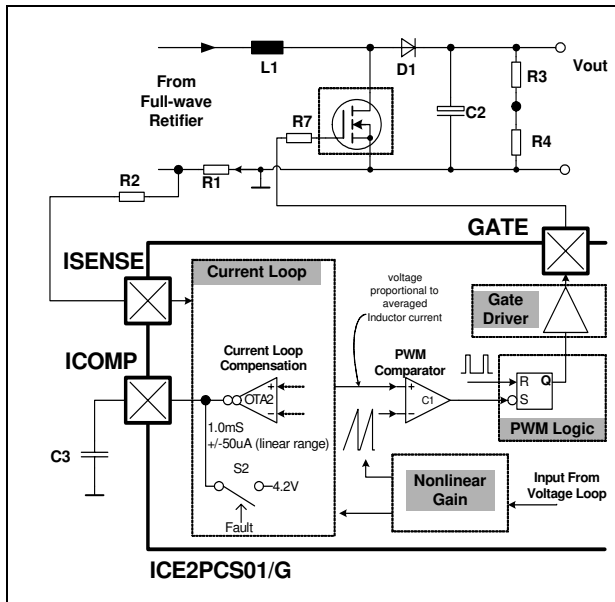 L1
D1
Vout
From
Full-wave
Retifier
R3
R7
C2
R4
R2
R1
GATE
ISENSE
Current Loop
voltage
proportional to
averaged
Inductor current
Gate
Driver
ICOMP
Current Loop
Compensation
PWM
Comparator
+
OTA2
−
+
C1
−
R
Q
S
PWM Logic
1.0mS
+/-50uA (linear range)
C3
S2
4.2V
Fault
Nonlinear
Gain
Input From
Voltage Loop
ICE2PCS01/G